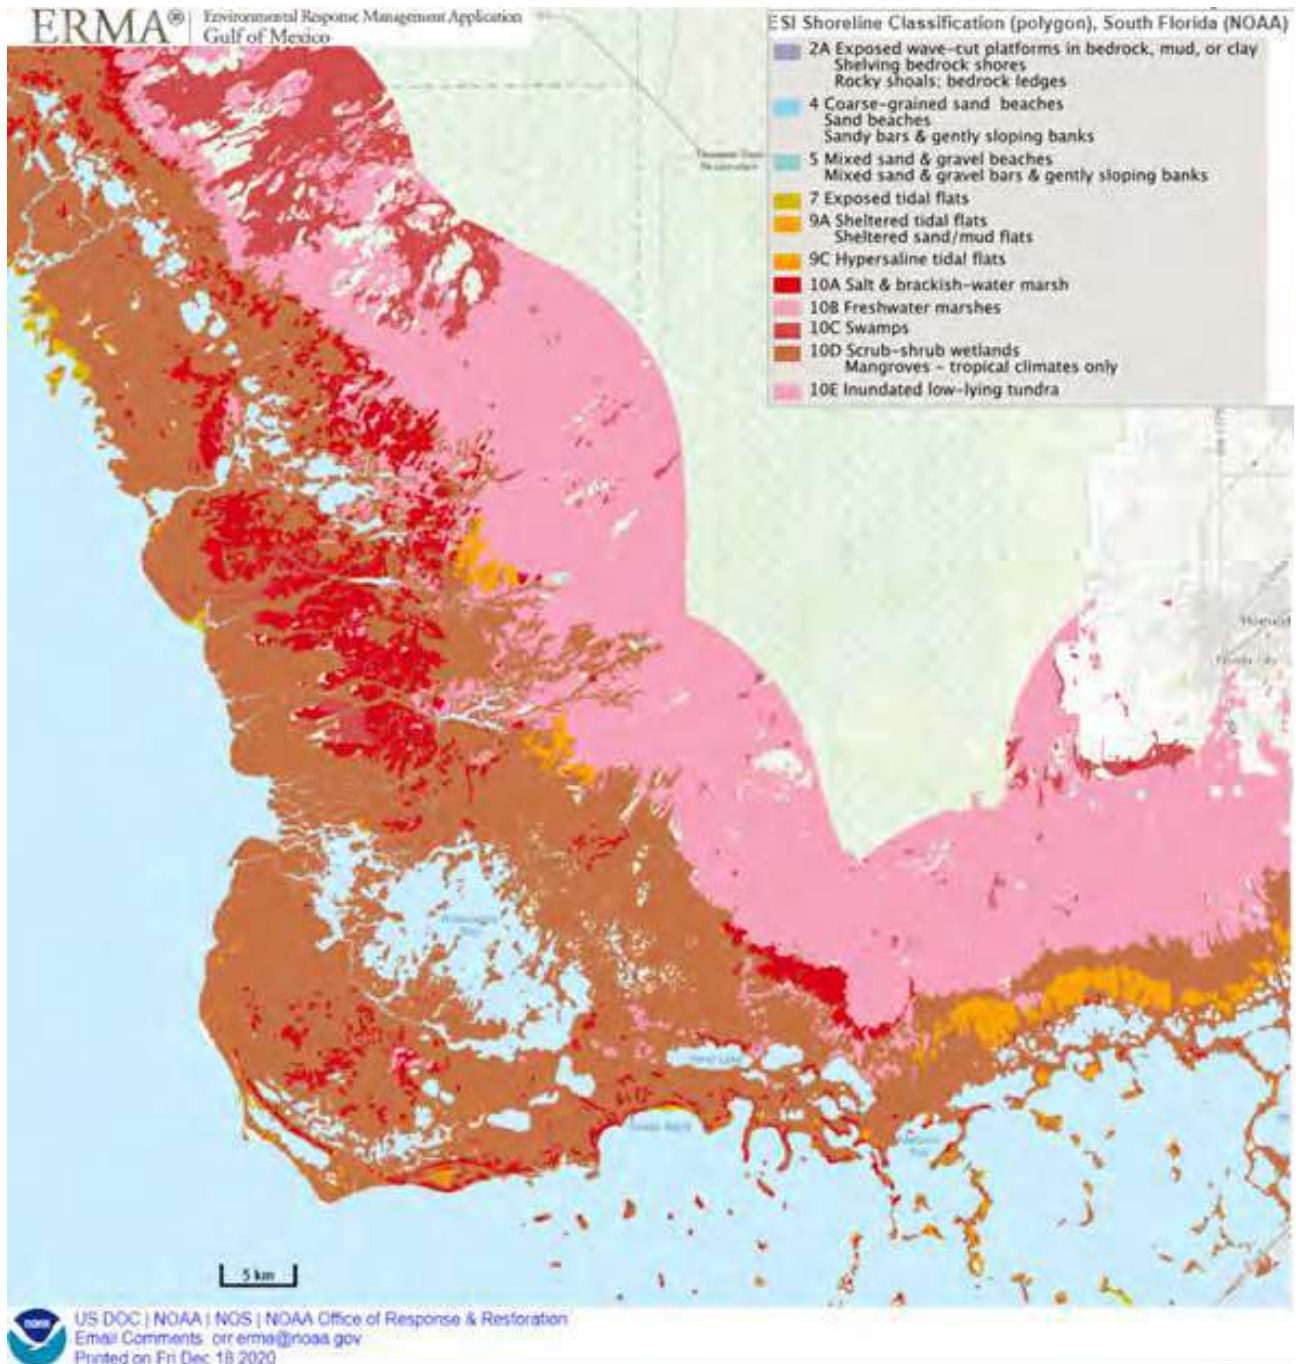 ERMA®
Environmental Response Management Application
Gulf of Mexico
ESI Shoreline Classification (polygon), South Florida (NOAA)
2A Exposed wave-cut platforms in bedrock, mud, or clay
Shelving bedrock shores
Rocky shoals; bedrock ledges
4 Coarse-grained sand beaches
Sand beaches
Sandy bars & gently sloping banks
5 Mixed sand & gravel beaches
Mixed sand & gravel bars & gently sloping banks
7 Exposed tidal flats
9A Sheltered tidal flats
Sheltered sand/mud flats
9C Hypersaline tidal flats
10A Salt & brackish-water marsh
10B Freshwater marshes
10C Swamps
10D Scrub-shrub wetlands
Mangroves - tropical climates only
10E Inundated low-lying tundra
5 km
noaa
US DOC | NOAA | NOS | NOAA Office of Response & Restoration
Email Comments: orr.erma@noaa.gov
Printed on Fri Dec 18 2020